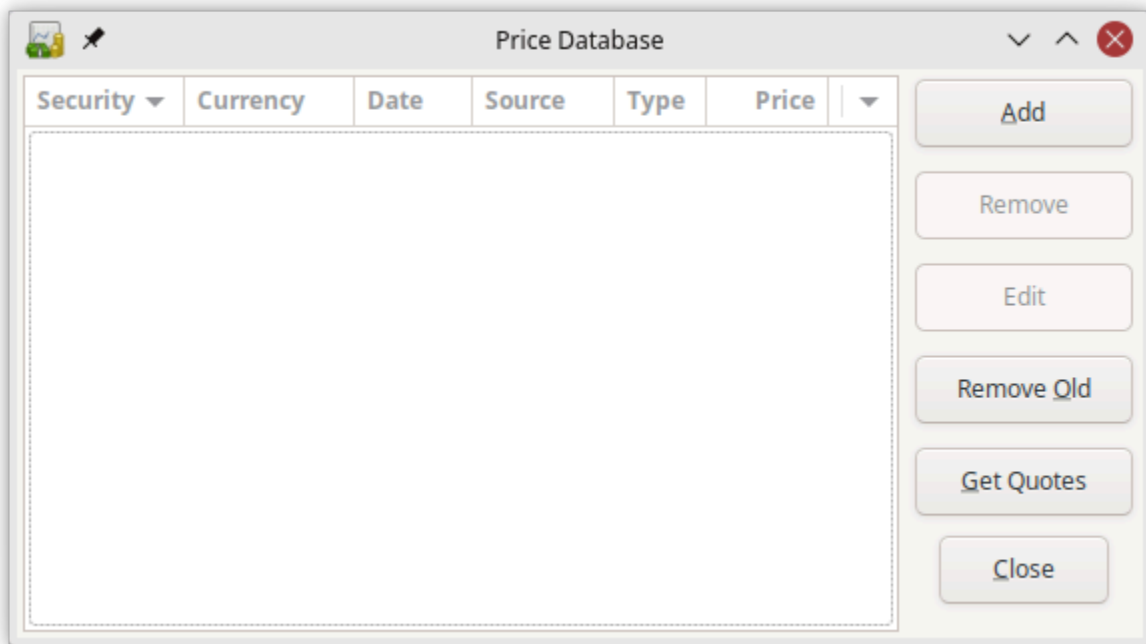 Price Database
Security Currency Date Source Type Price
Add
Remove
Edit
Remove Old
Get Quotes
Close